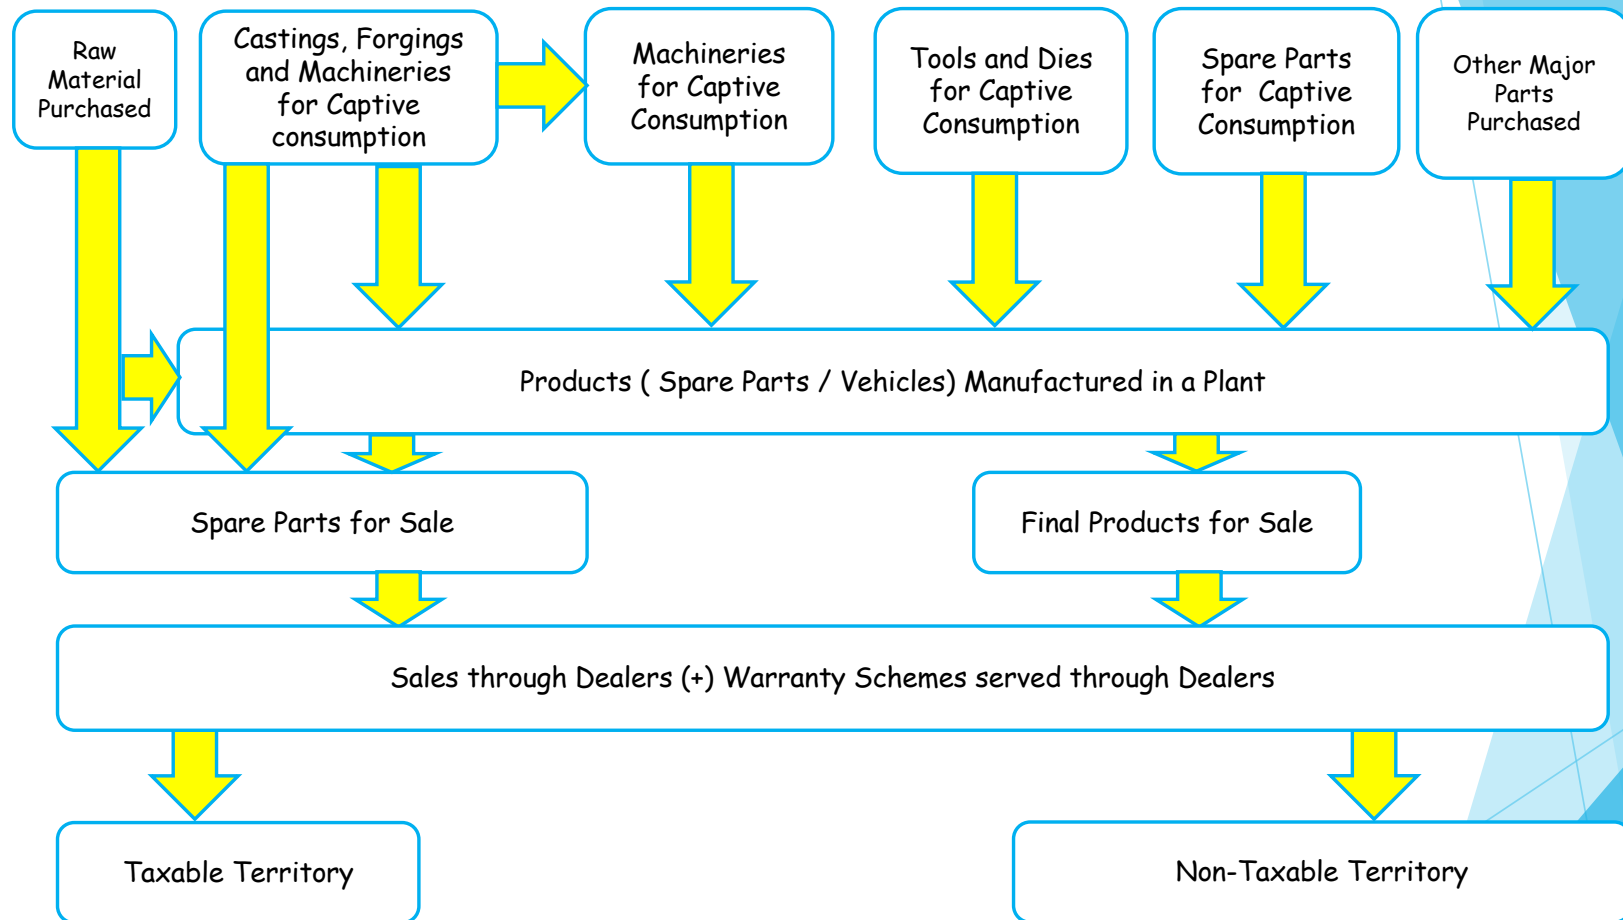 Raw
Material
Purchased
Castings, Forgings
and Machineries
for Captive
consumption
Machineries
for Captive
Consumption
Tools and Dies
for Captive
Consumption
Spare Parts
for Captive
Consumption
Other Major
Parts
Purchased
Products ( Spare Parts / Vehicles) Manufactured in a Plant
Spare Parts for Sale
Final Products for Sale
Sales through Dealers (+) Warranty Schemes served through Dealers
Taxable Territory
Non-Taxable Territory